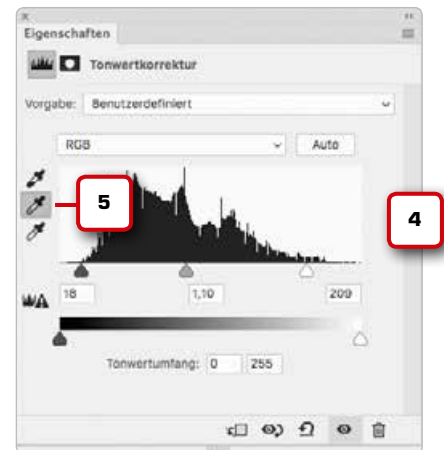 Eigenschaften
Tonwertkorrektur
Vorgabe: Benutzerdefiniert
RGB Auto
5
4
18 1,10 209
Tonwertumfang: 0 255